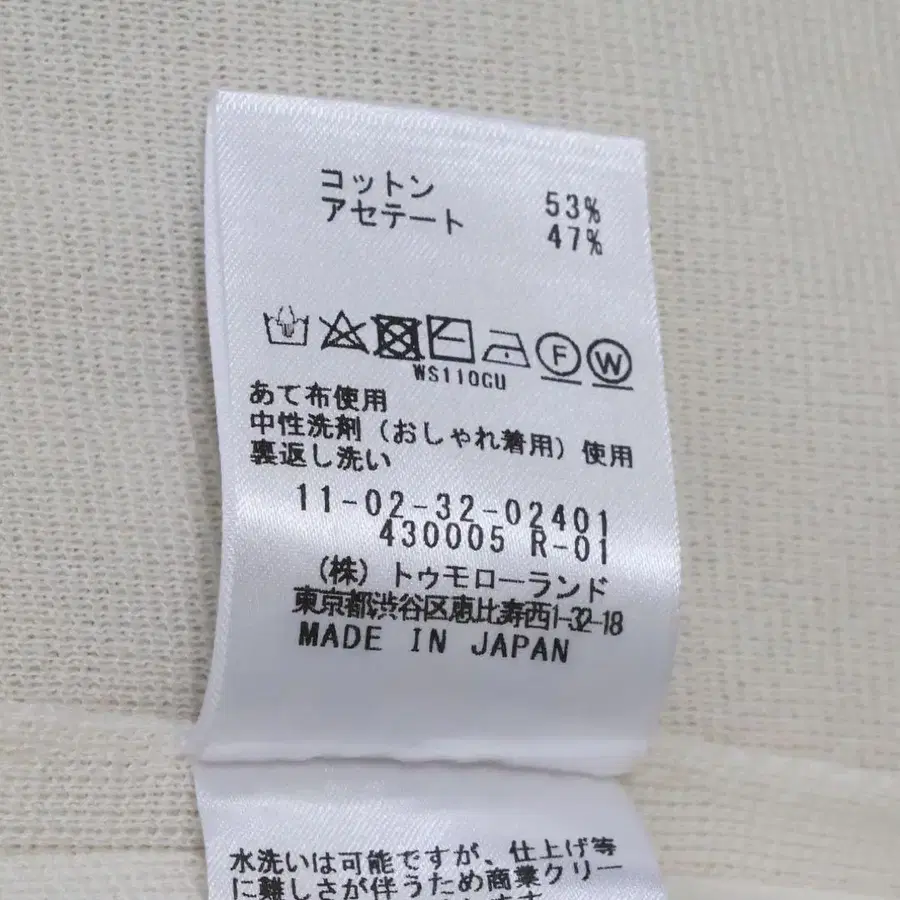 コットン 53%
アセテート 47%
F W
WS110GU
あて布使用
中性洗剤（おしゃれ着用）使用
裏返し洗い
11-02-32-02401
430005 R-01
（株）トゥモローランド
東京都渋谷区恵比寿西1-32-18
MADE IN JAPAN
水洗いは可能ですが、仕上げ等
に難しさが伴うため商業クリー